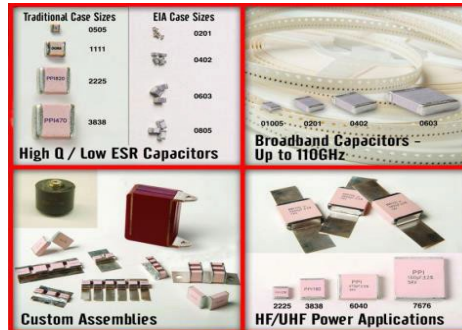 Traditional Case Sizes
0505
1111
2225
3838
EIA Case Sizes
0201
0402
0603
0805
PPI820
PPI470
High Q / Low ESR Capacitors
01005 0201 0402 0603
Broadband Capacitors -
Up to 110GHz
Custom Assemblies
PPI
PPI
2225 3838 6040 7676
HF/UHF Power Applications